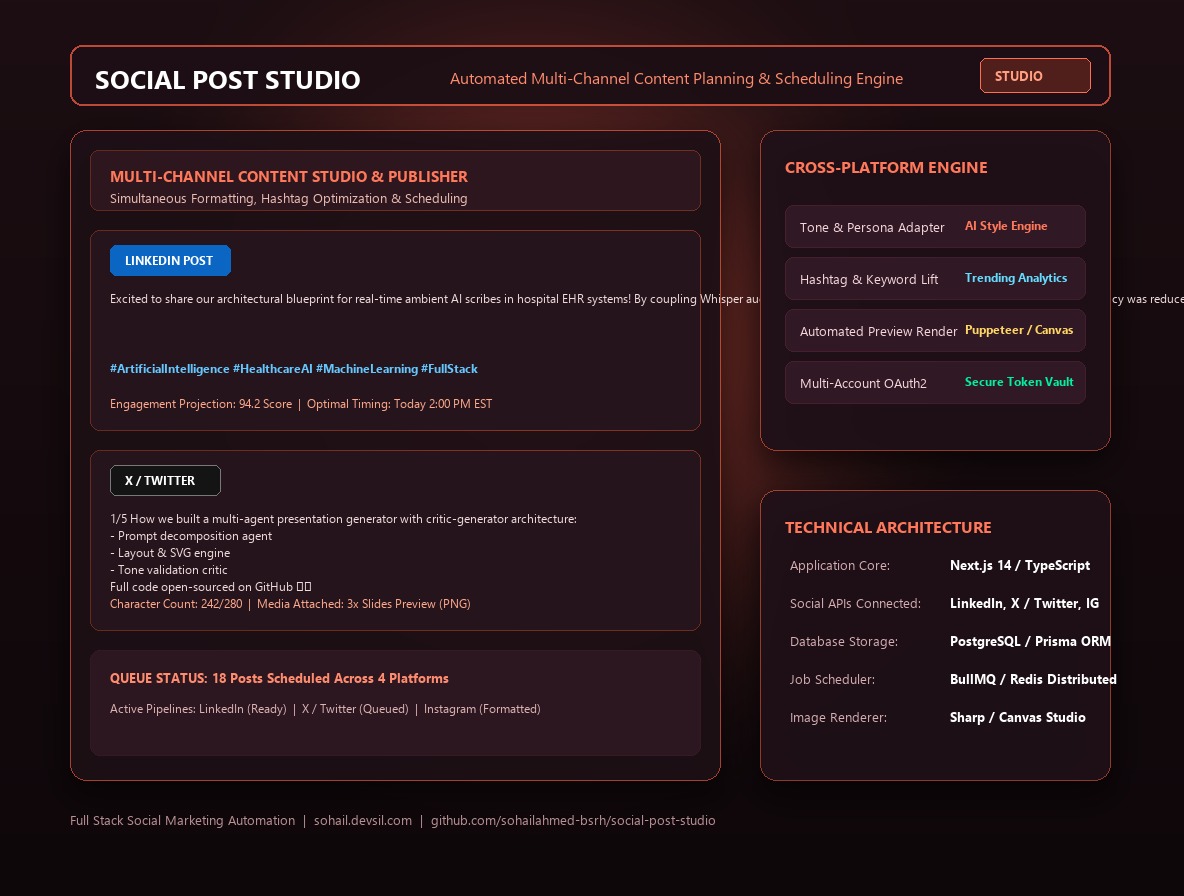 SOCIAL POST STUDIO
Automated Multi-Channel Content Planning & Scheduling Engine
STUDIO
MULTI-CHANNEL CONTENT STUDIO & PUBLISHER
Simultaneous Formatting, Hashtag Optimization & Scheduling
LINKEDIN POST
Excited to share our architectural blueprint for real-time ambient AI scribes in hospital EHR systems! By coupling Whisper was
#ArtificialIntelligence #HealthcareAI #MachineLearning #FullStack
Engagement Projection: 94.2 Score | Optimal Timing: Today 2:00 PM EST
X / TWITTER
1/5 How we built a multi-agent presentation generator with critic-generator architecture:
- Prompt decomposition agent
- Layout & SVG engine
- Tone validation critic
Full code open-sourced on GitHub
Character Count: 242/280 | Media Attached: 3x Slides Preview (PNG)
QUEUE STATUS: 18 Posts Scheduled Across 4 Platforms
Active Pipelines: LinkedIn (Ready) | X / Twitter (Queued) | Instagram (Formatted)
CROSS-PLATFORM ENGINE
Tone & Persona Adapter AI Style Engine
Hashtag & Keyword Lift Trending Analytics
Automated Preview Render Puppeteer / Canvas
Multi-Account OAuth2 Secure Token Vault
TECHNICAL ARCHITECTURE
Application Core: Next.js 14 / TypeScript
Social APIs Connected: LinkedIn, X / Twitter, IG
Database Storage: PostgreSQL / Prisma ORM
Job Scheduler: BullMQ / Redis Distributed
Image Renderer: Sharp / Canvas Studio
Full Stack Social Marketing Automation | sohail.devsil.com | github.com/sohailahmed-bsrh/social-post-studio